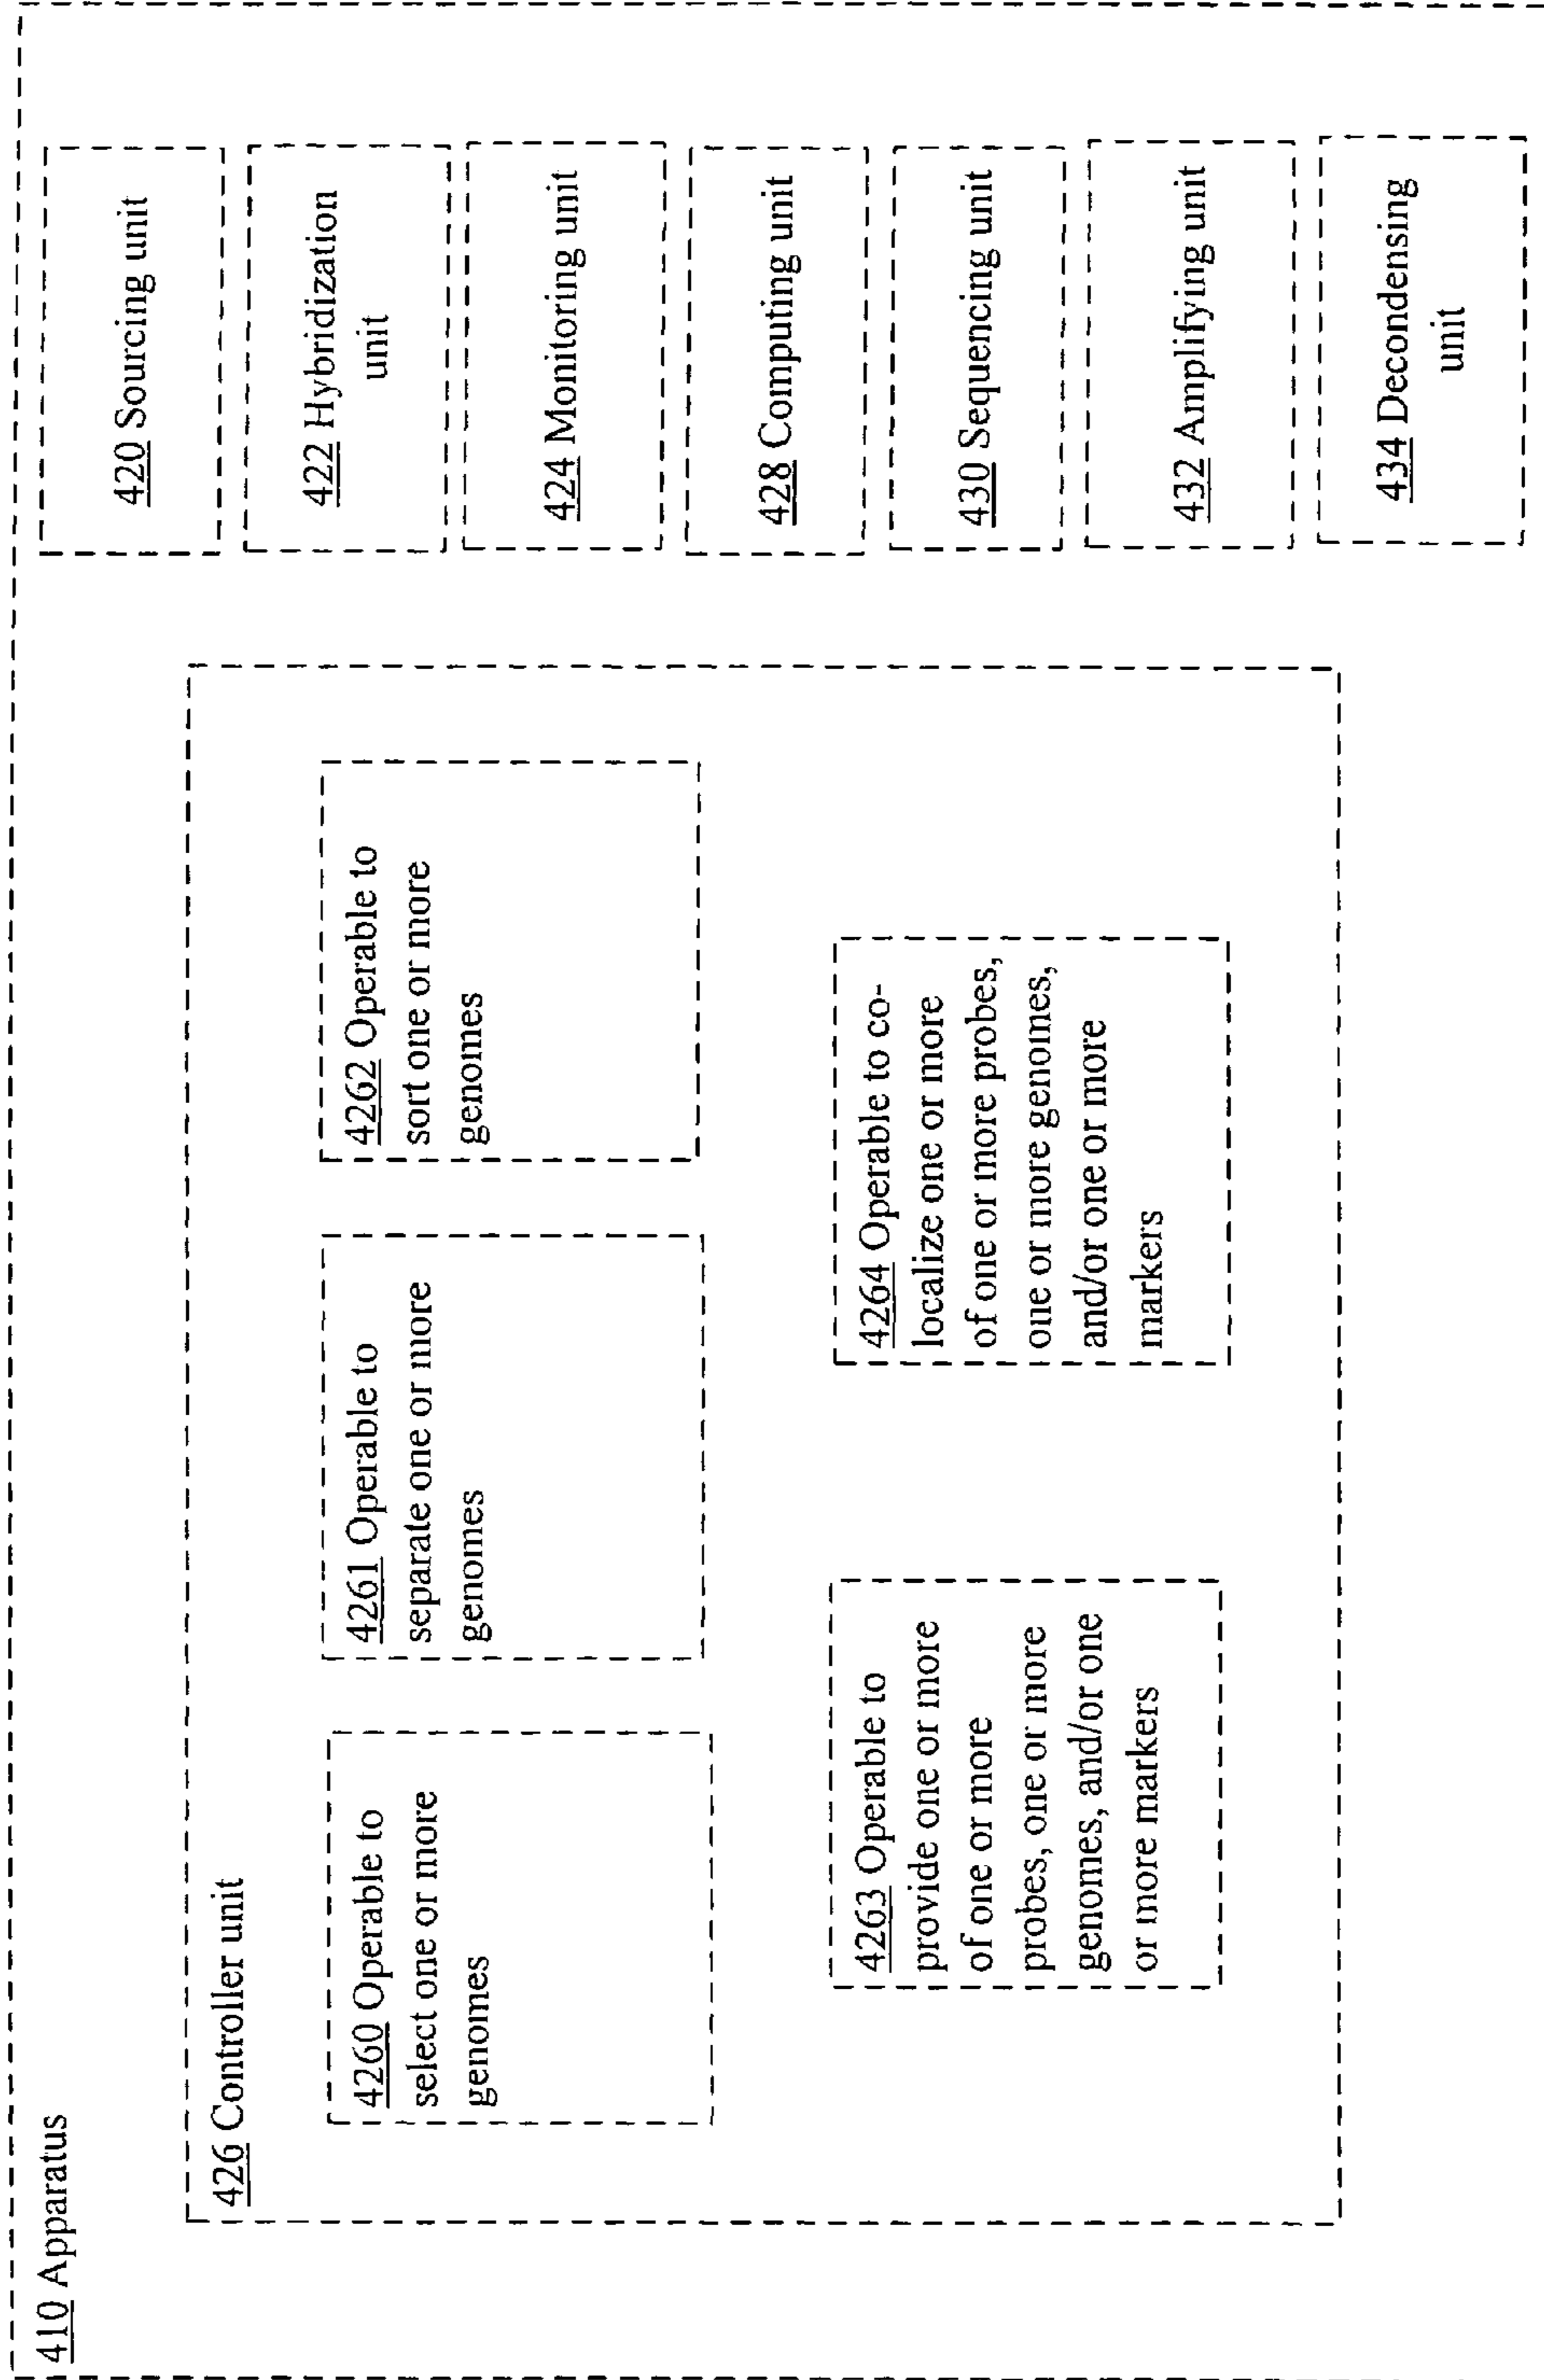 410 Apparatus
426 Controller unit
4260 Operable to
select one or more
genomes
4261 Operable to
separate one or more
genomes
4262 Operable to
sort one or more
genomes
4263 Operable to
provide one or more
of one or more
probes, one or more
genomes, and/or one
or more markers
4264 Operable to co-
localize one or more
of one or more probes,
one or more genomes,
and/or one or more
markers
420 Sourcing unit
422 Hybridization
unit
424 Monitoring unit
428 Computing unit
430 Sequencing unit
432 Amplifying unit
434 Decondensing
unit